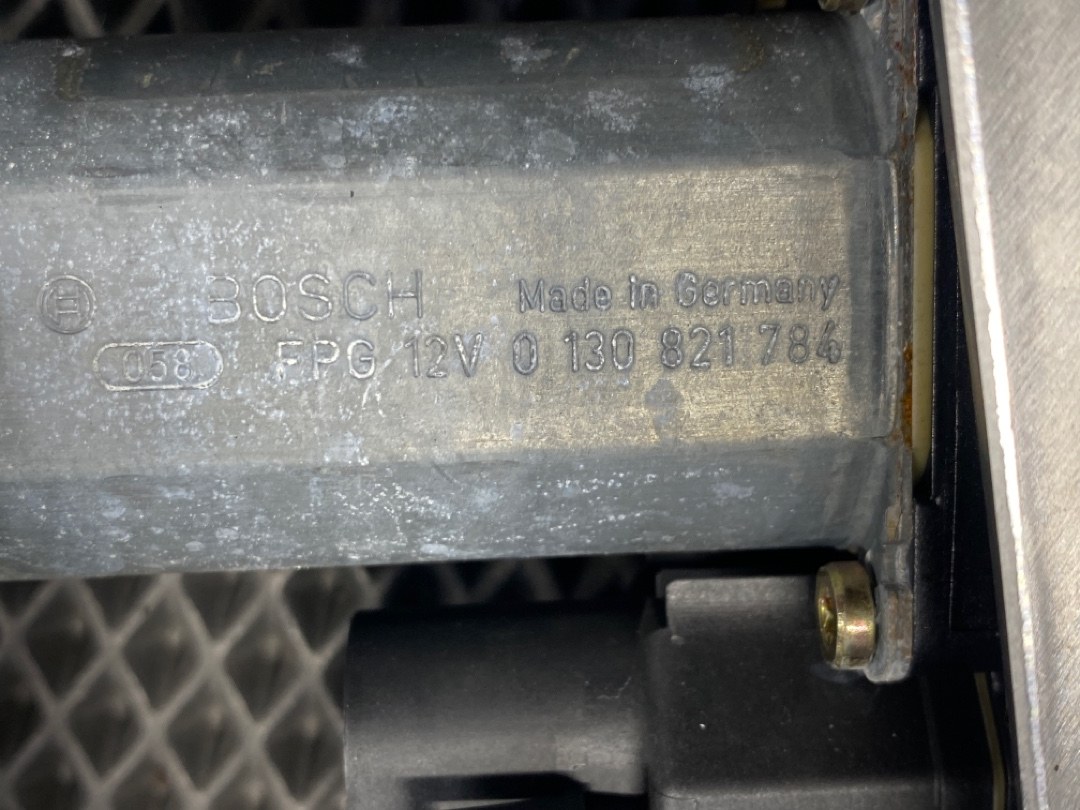 BOSCH Made in Germany
058 FPG 12V 0 130 821 784